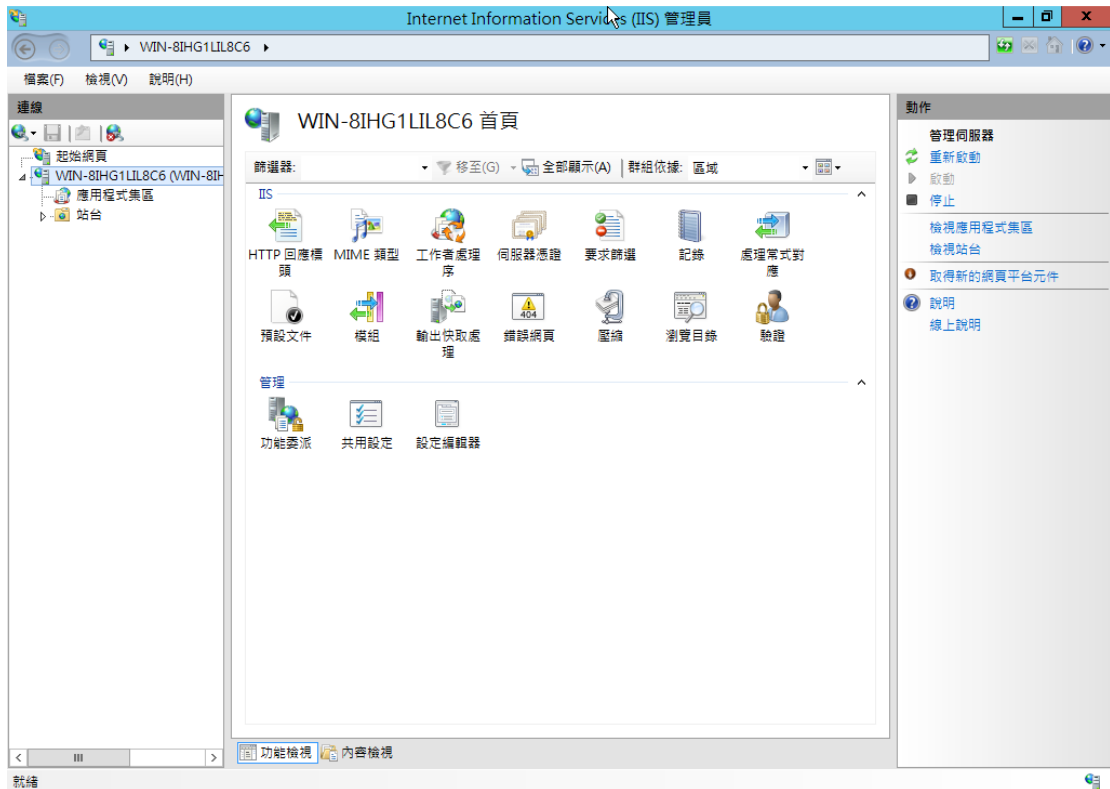 Internet Information Services (IIS) 管理員
WIN-8IHG1LIL8C6
檔案(F) 檢視(V) 說明(H)
連線
起始網頁
WIN-8IHG1LIL8C6 (WIN-8IH
應用程式集區
站台
WIN-8IHG1LIL8C6 首頁
篩選器: 移至(G) 全部顯示(A) 群組依據: 區域
IIS
HTTP 回應標頭 MIME 類型 工作者處理序 伺服器憑證 要求篩選 記錄 處理常式對應
預設文件 模組 輸出快取處理 404 錯誤網頁 壓縮 瀏覽目錄 驗證
管理
功能委派 共用設定 設定編輯器
功能檢視 內容檢視
動作
管理伺服器
重新啟動
啟動
停止
檢視應用程式集區
檢視站台
取得新的網頁平台元件
說明
線上說明
就緒